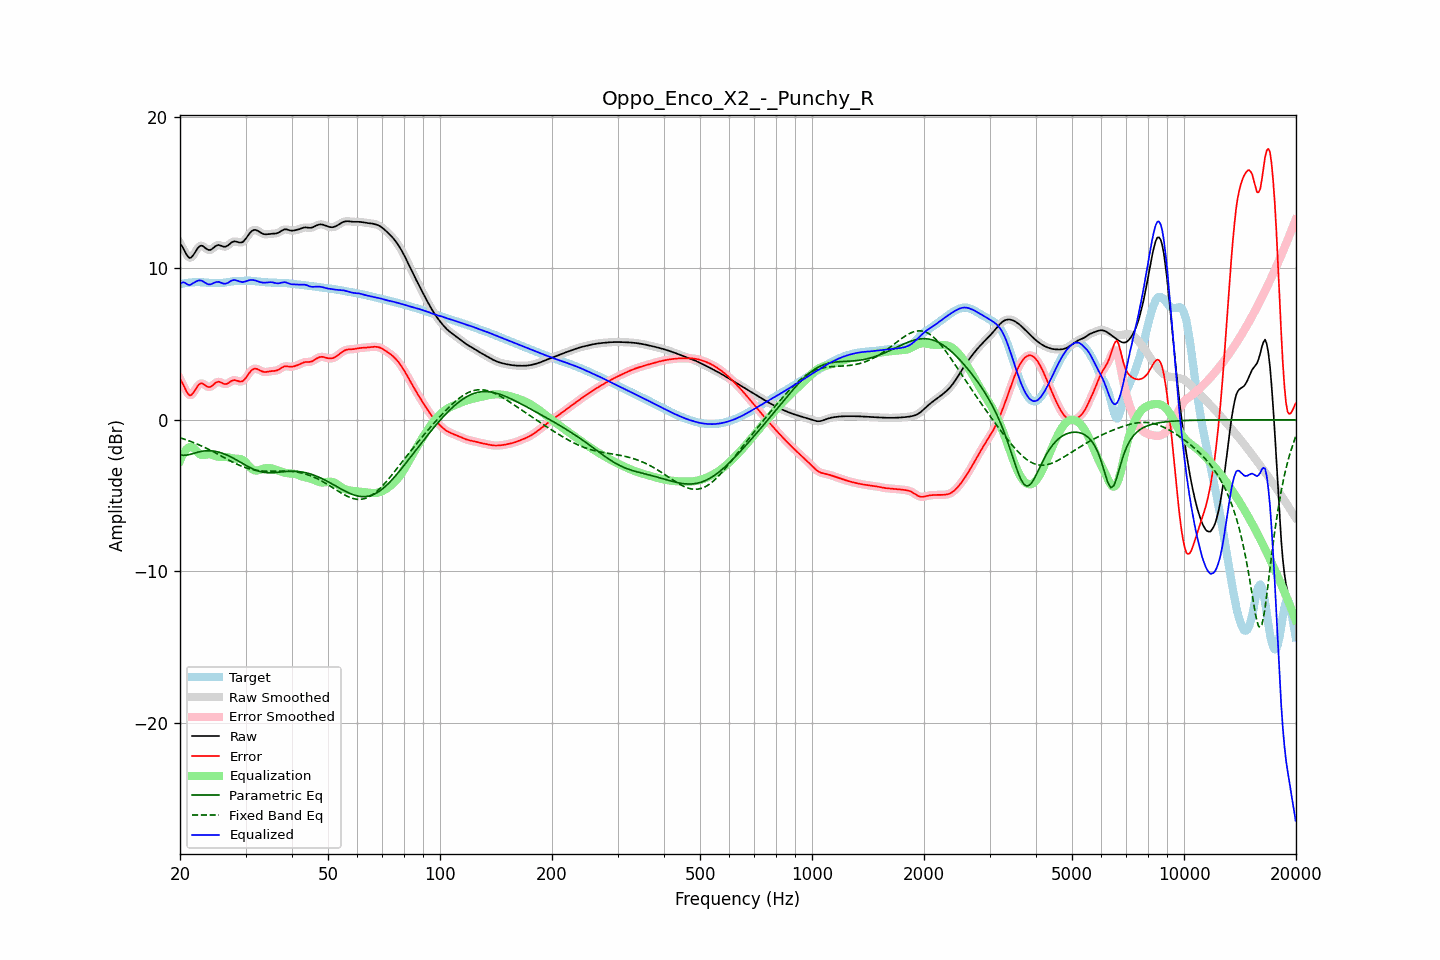 Oppo_Enco_X2_-_Punchy_R
20
10
0
−10
−20
Amplitude (dBr)
Target
Raw Smoothed
Error Smoothed
Raw
Error
Equalization
Parametric Eq
Fixed Band Eq
Equalized
20 50 100 200 500 1000 2000 5000 10000 20000
Frequency (Hz)